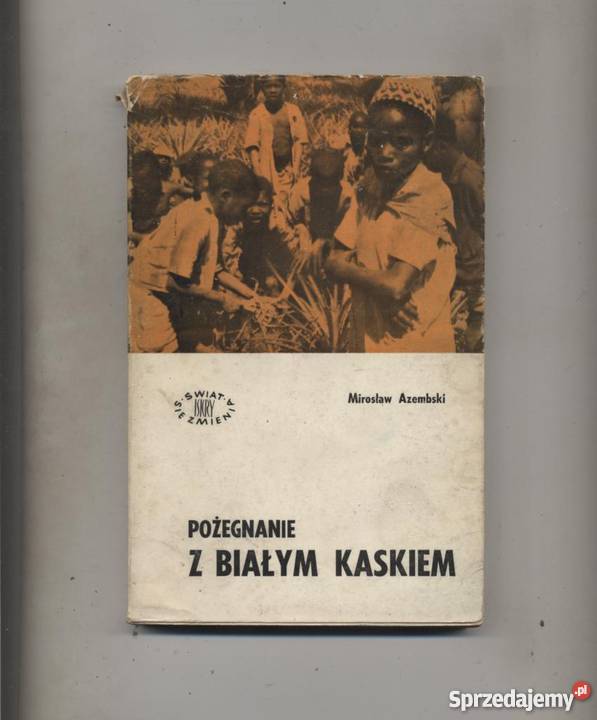 ŚWIAT
SIĘ ZMIENIA
ISKRY
Mirosław Azembski
POŻEGNANIE
Z BIAŁYM KASKIEM
Sprzedajemy.pl